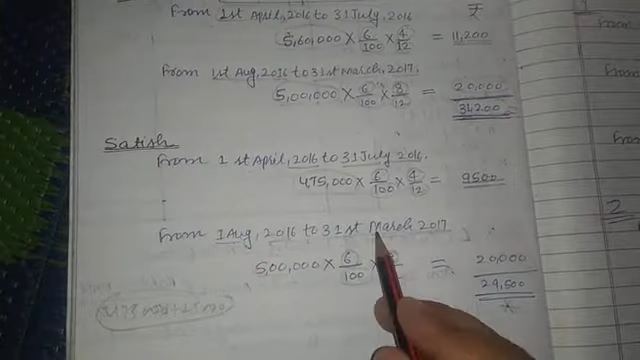 From 1st April, 2016 to 31 July, 2016
₹
5,60,000 × 6/100 × 4/12 = 11,200
From 1st Aug, 2016 to 31st March, 2017.
5,00,000 × 6/100 × 8/12 = 20,000
31200
Satish
From 1st April, 2016 to 31 July 2016.
475,000 × 6/100 × 4/12 = 9500
From 1 Aug, 2016 to 31st March 2017
5,00,000 × 6/100 × = 20,000
29,500
From
From
2